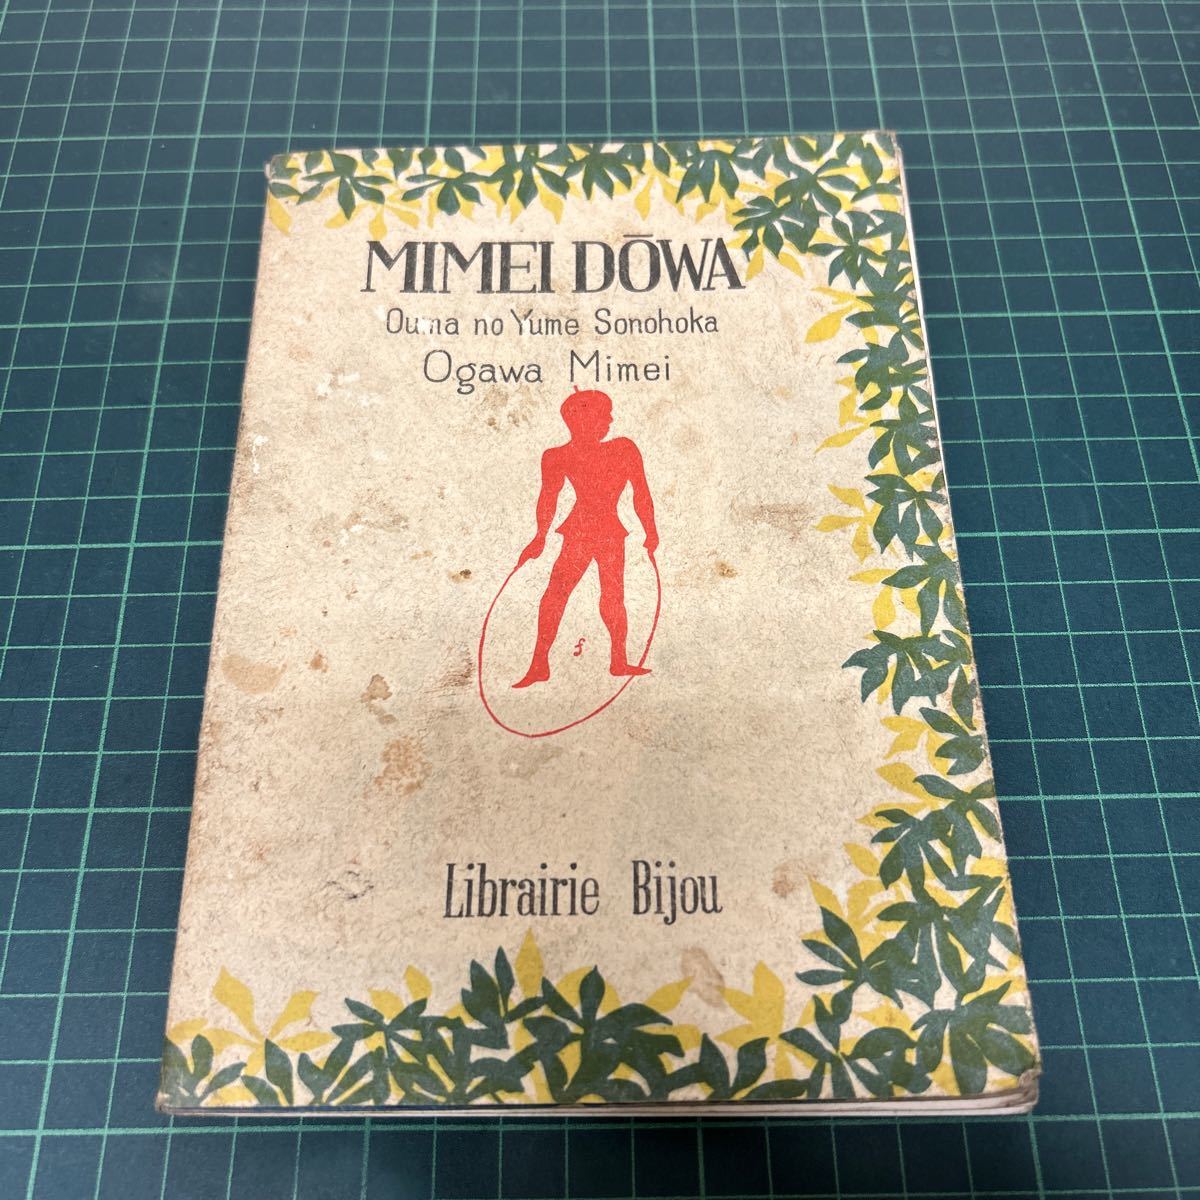 MIMEI DŌWA
Ouma no Yume Sonohoka
Ogawa Mimei
f
Librairie Bijou